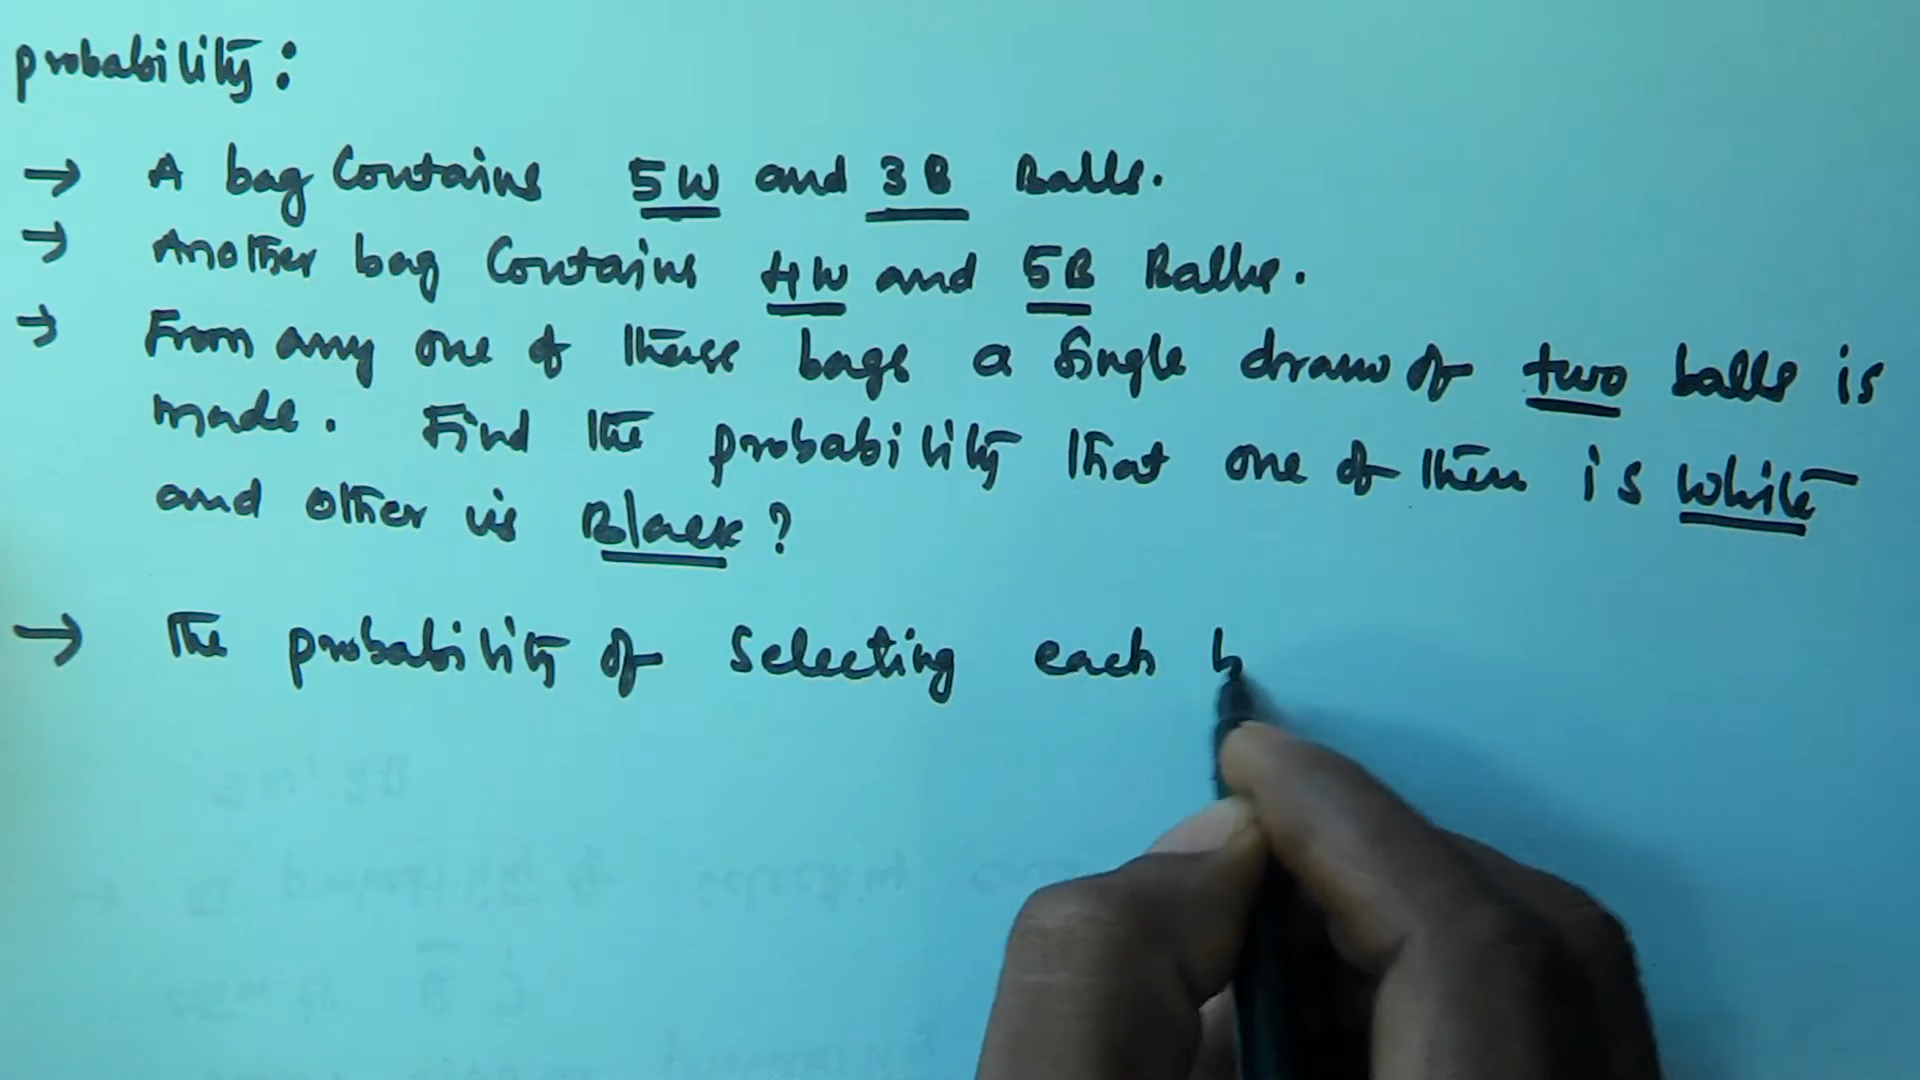 probability:
→ A bag Contains 5W and 3B Balls.
→ Another bag Contains 4W and 5B Balls.
→ From any one of these bags a single draw of two balls is
made. Find the probability that one of them is white
and other is Black?
→ The probability of Selecting each b